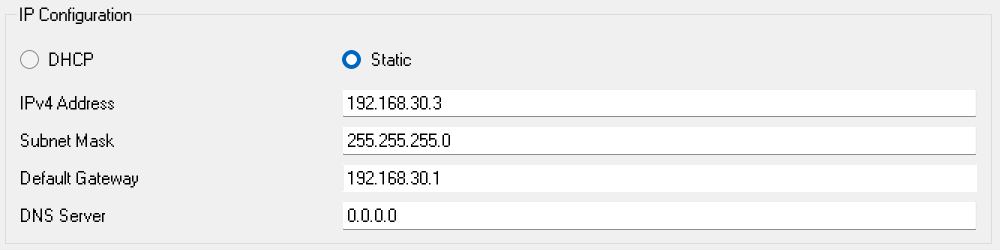 IP Configuration
DHCP Static
IPv4 Address 192.168.30.3
Subnet Mask 255.255.255.0
Default Gateway 192.168.30.1
DNS Server 0.0.0.0